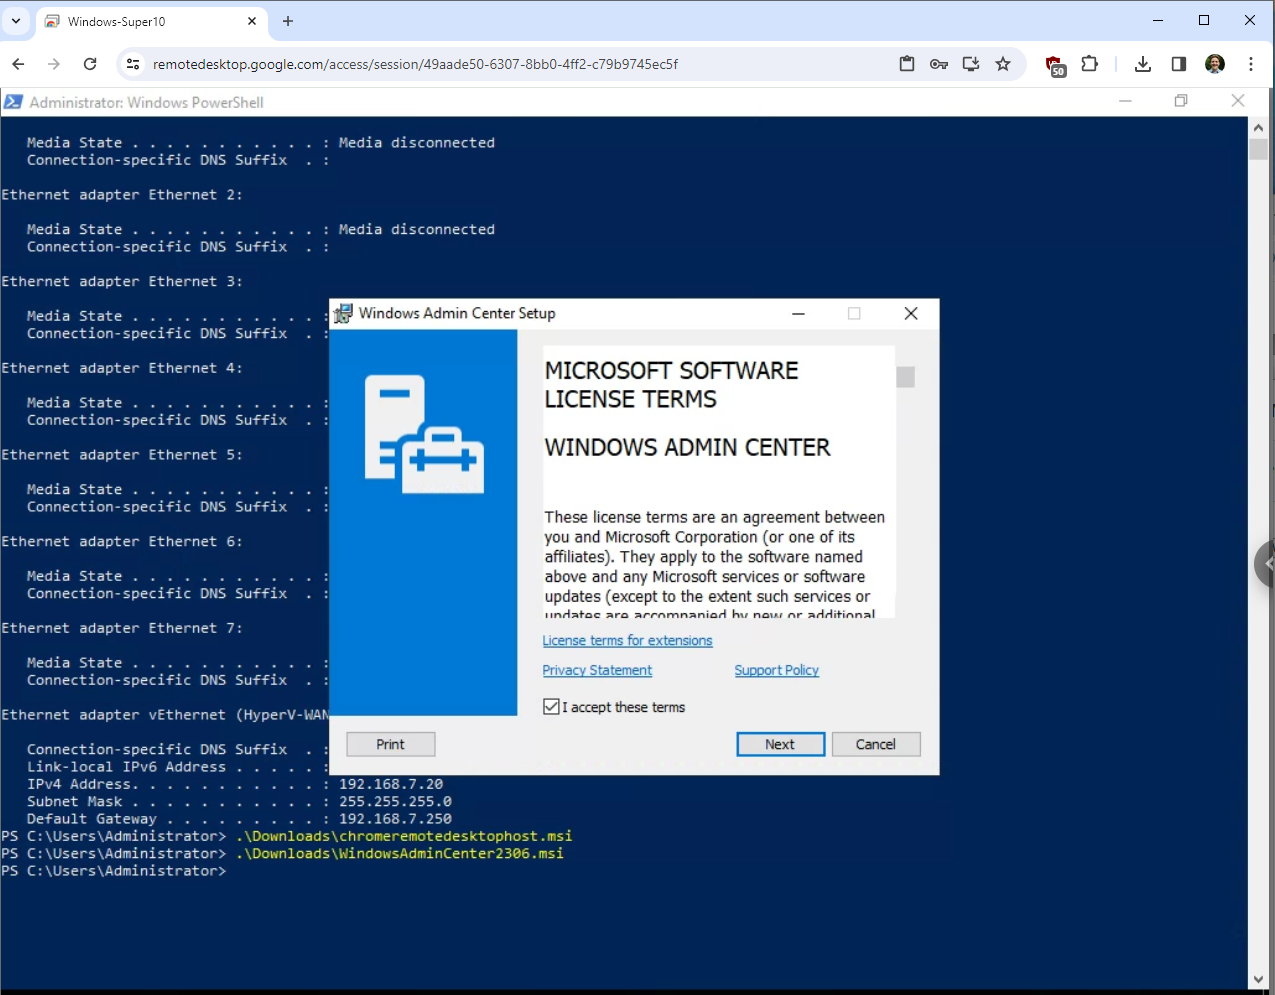 Windows-Super10
remotedesktop.google.com/access/session/49aade50-6307-8bb0-4ff2-c79b9745ec5f
50
Administrator: Windows PowerShell
Media State . . . . . . . . . . . : Media disconnected
Connection-specific DNS Suffix  . :
Ethernet adapter Ethernet 2:
Media State . . . . . . . . . . . : Media disconnected
Connection-specific DNS Suffix  . :
Ethernet adapter Ethernet 3:
Media State . . . . . . . . . . . :
Connection-specific DNS Suffix  . :
Ethernet adapter Ethernet 4:
Media State . . . . . . . . . . . :
Connection-specific DNS Suffix  . :
Ethernet adapter Ethernet 5:
Media State . . . . . . . . . . . :
Connection-specific DNS Suffix  . :
Ethernet adapter Ethernet 6:
Media State . . . . . . . . . . . :
Connection-specific DNS Suffix  . :
Ethernet adapter Ethernet 7:
Media State . . . . . . . . . . . :
Connection-specific DNS Suffix  . :
Ethernet adapter vEthernet (HyperV-WAN
Connection-specific DNS Suffix  . :
Link-local IPv6 Address . . . . . :
IPv4 Address. . . . . . . . . . . : 192.168.7.20
Subnet Mask . . . . . . . . . . . : 255.255.255.0
Default Gateway . . . . . . . . . : 192.168.7.250
PS C:\Users\Administrator> .\Downloads\chromeremotedesktophost.msi
PS C:\Users\Administrator> .\Downloads\WindowsAdminCenter2306.msi
PS C:\Users\Administrator>
Windows Admin Center Setup
MICROSOFT SOFTWARE
LICENSE TERMS
WINDOWS ADMIN CENTER
These license terms are an agreement between
you and Microsoft Corporation (or one of its
affiliates). They apply to the software named
above and any Microsoft services or software
updates (except to the extent such services or
updates are accompanied by new or additional
License terms for extensions
Privacy Statement
Support Policy
I accept these terms
Print
Next
Cancel